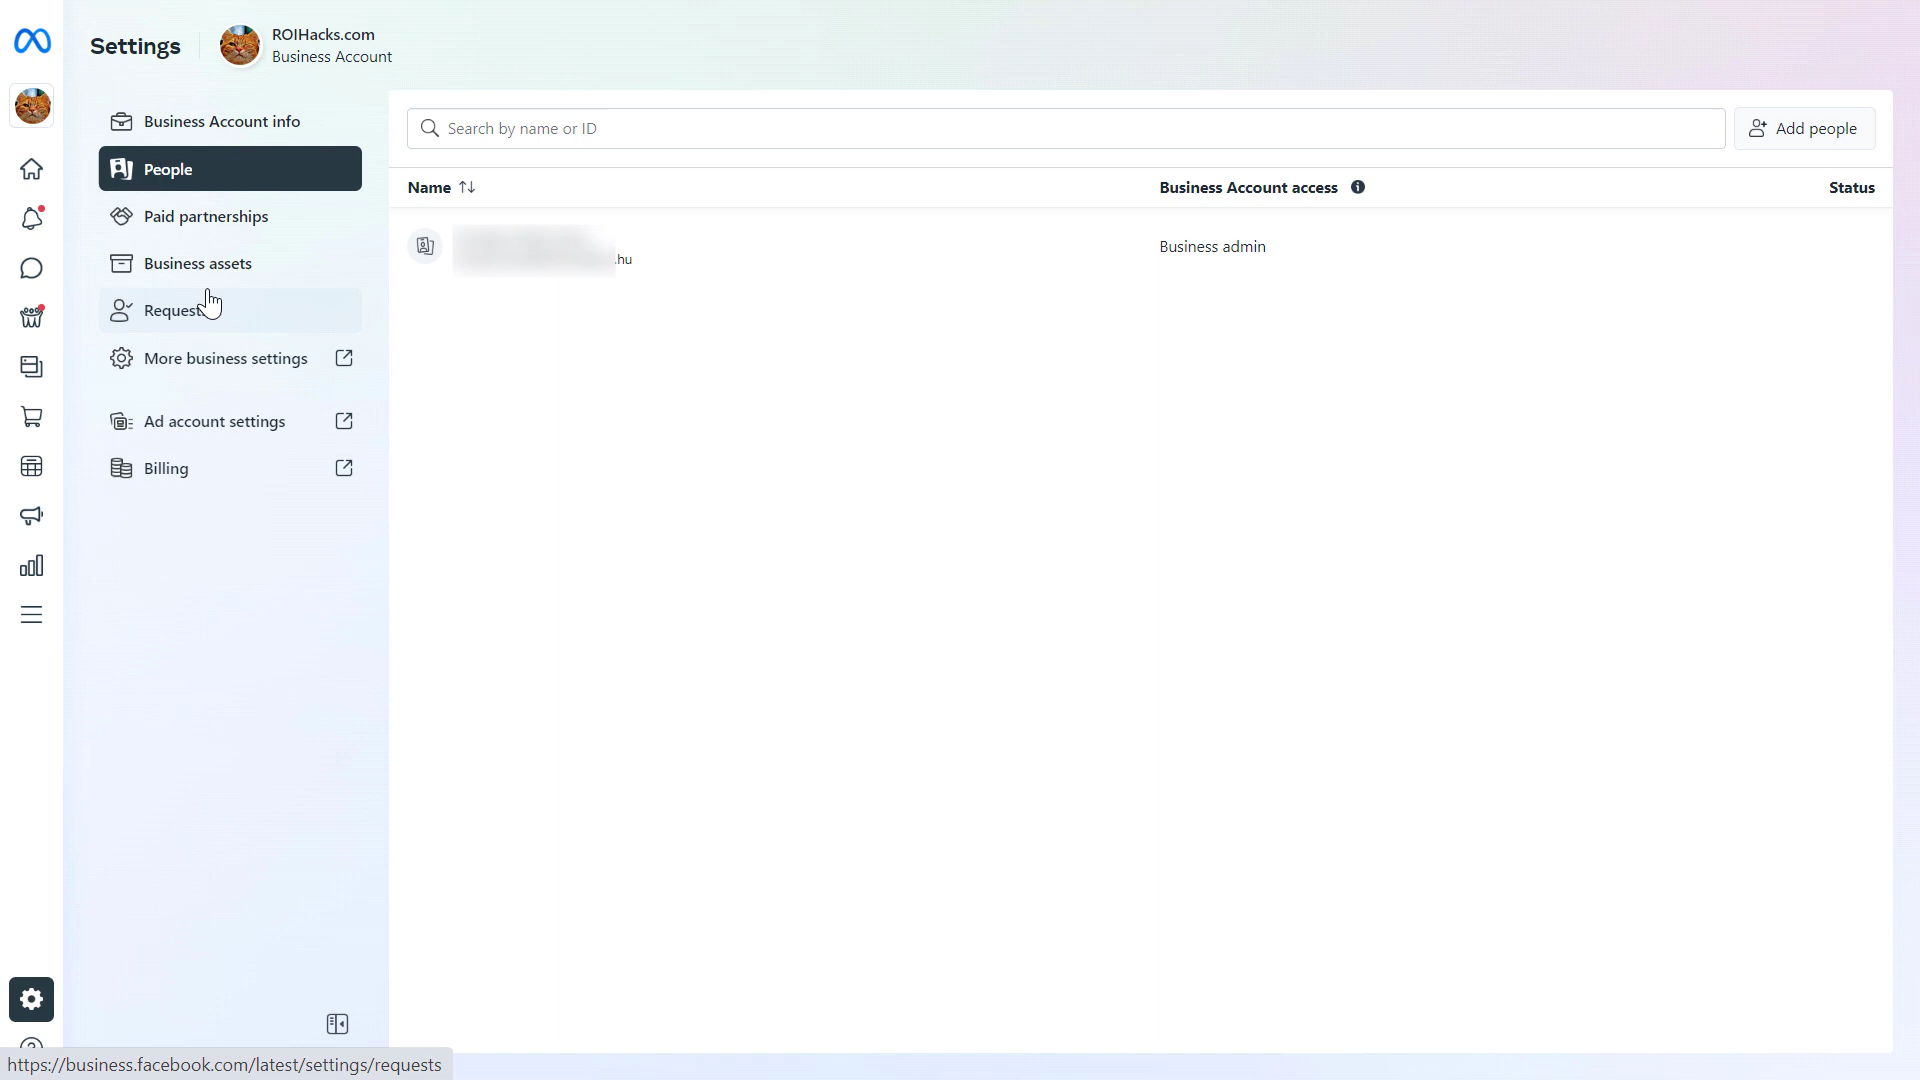 Settings
ROIHacks.com
Business Account
Business Account info
People
Paid partnerships
Business assets
Requests
More business settings
Ad account settings
Billing
Search by name or ID
Add people
Name
Business Account access
Status
.hu
Business admin
https://business.facebook.com/latest/settings/requests